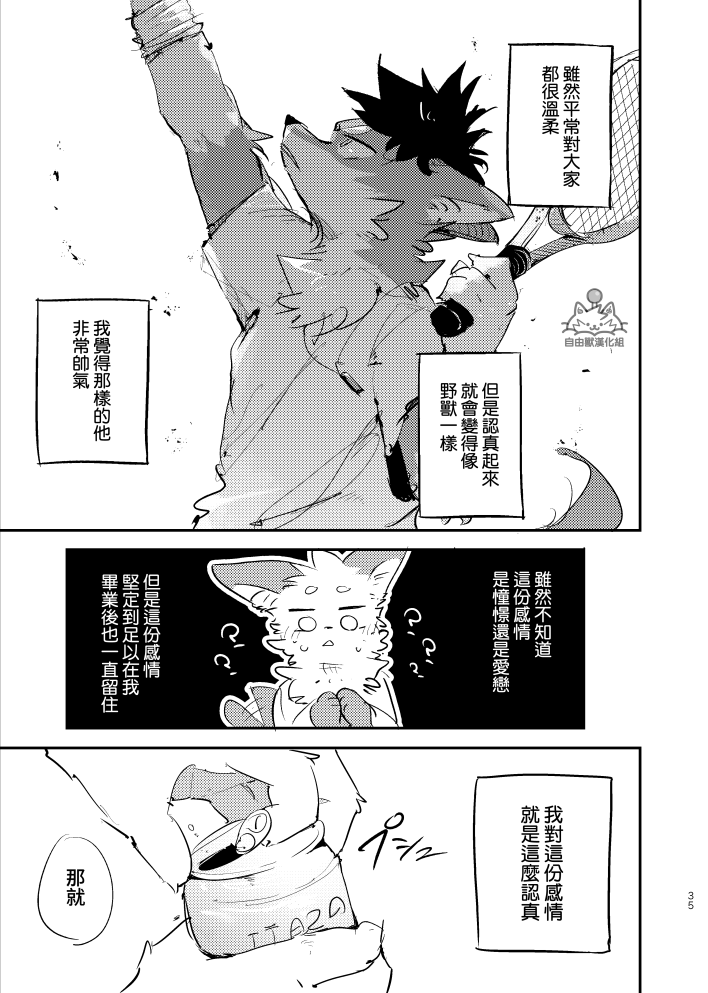 雖然平常對大家
都很溫柔
自由獸漢化組
但是認真起來
就會變得像
野獸一樣
我覺得那樣的他
非常帥氣
雖然不知道
這份感情
是憧憬還是愛戀
但是這份感情
堅定到足以在我
畢業後也一直留住
我對這份感情
就是這麼認真
ペシュ
那就
35